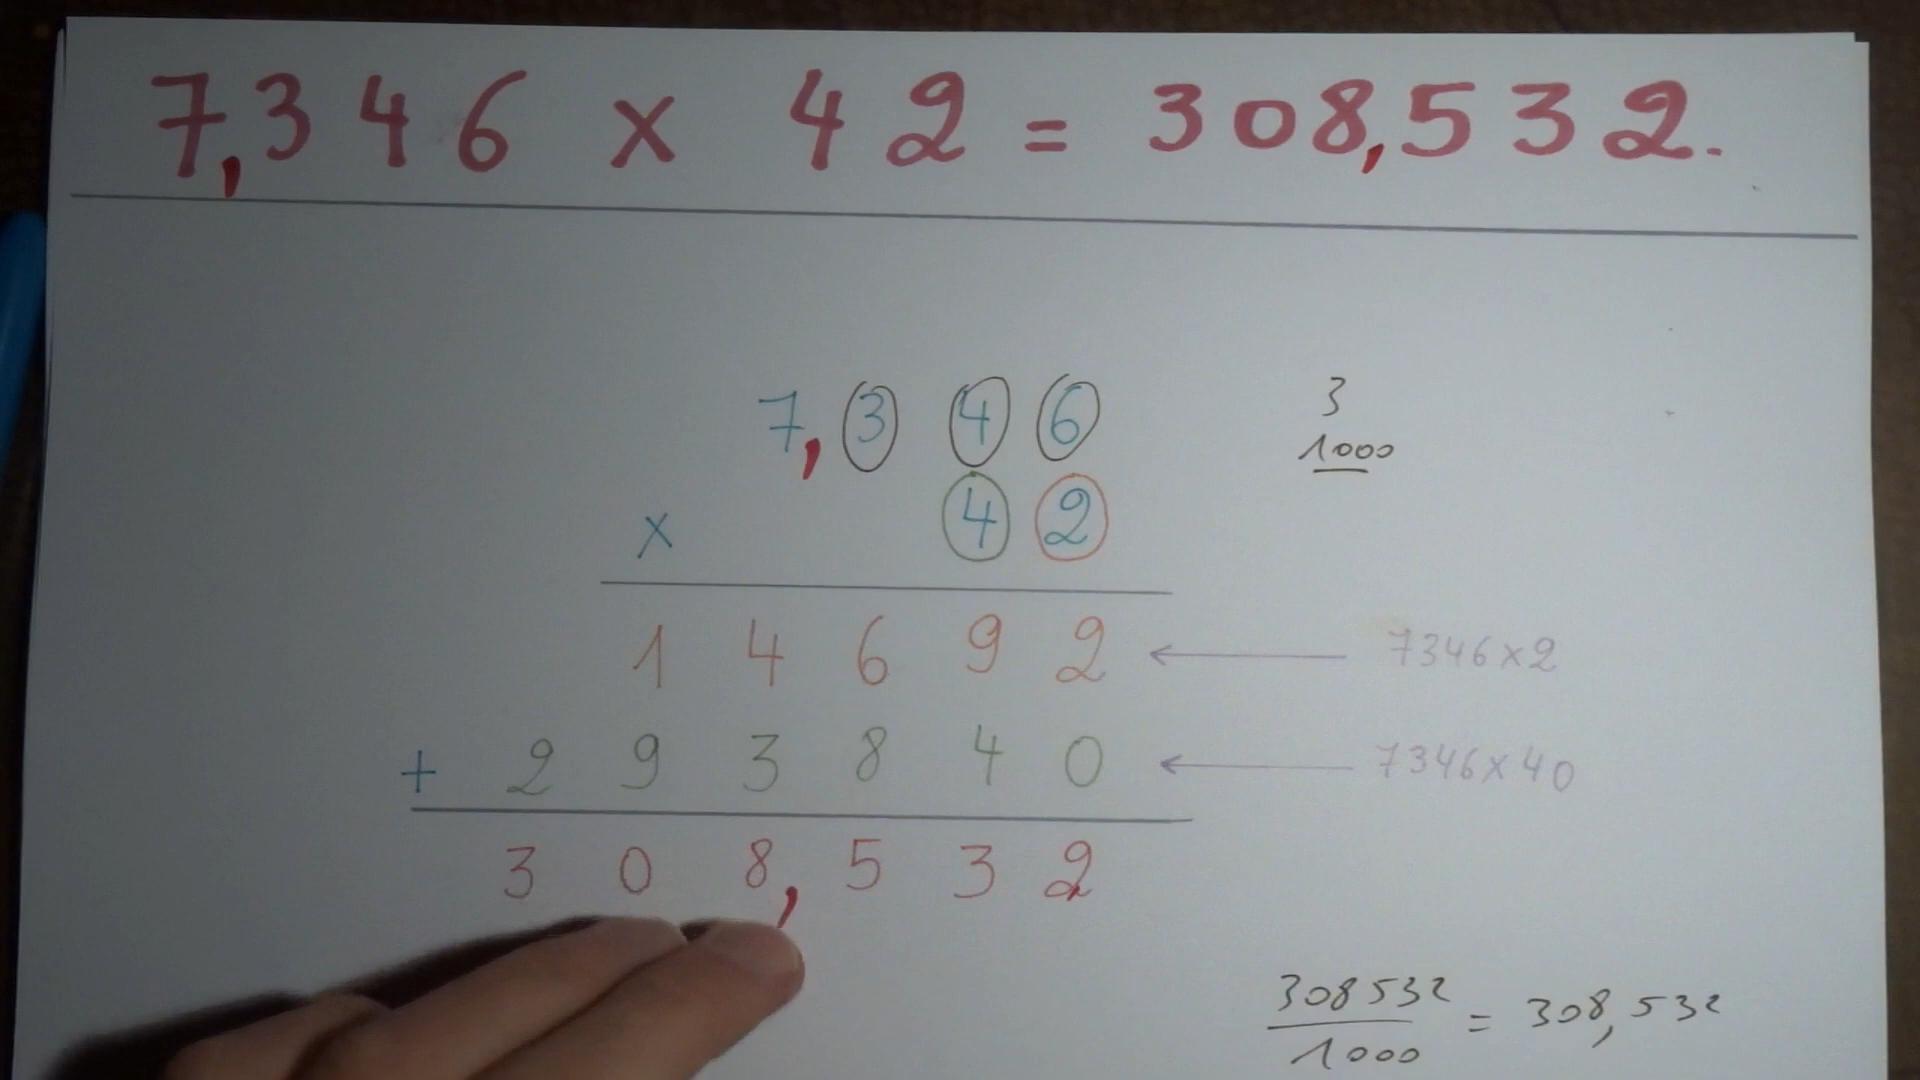 7,346 x 42 = 308,532.
7,346
3
1000
x 42
14692 ← 7346x2
+ 293840 ← 7346x40
308,532
308532
1000
= 308,532